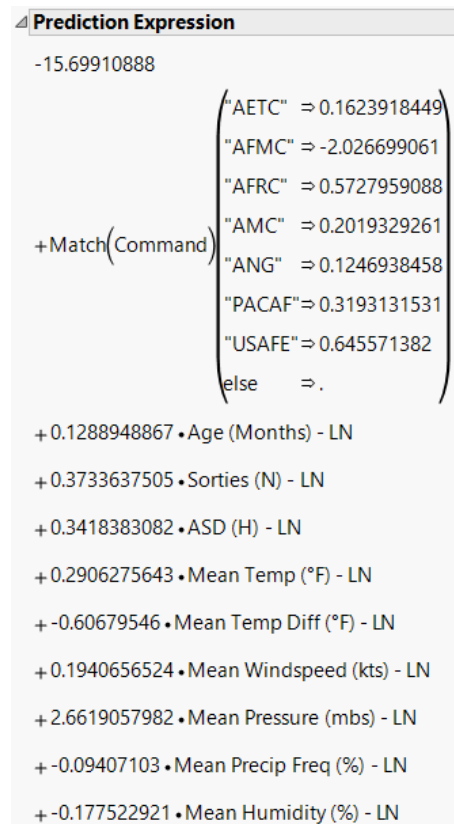 Prediction Expression
-15.69910888
"AETC" ⇒ 0.1623918449
"AFMC" ⇒ -2.026699061
"AFRC" ⇒ 0.5727959088
"AMC" ⇒ 0.2019329261
+Match(Command)
"ANG" ⇒ 0.1246938458
"PACAF" ⇒ 0.3193131531
"USAFE" ⇒ 0.645571382
else ⇒ .
+ 0.1288948867 • Age (Months) - LN
+ 0.3733637505 • Sorties (N) - LN
+ 0.3418383082 • ASD (H) - LN
+ 0.2906275643 • Mean Temp (°F) - LN
+ -0.60679546 • Mean Temp Diff (°F) - LN
+ 0.1940656524 • Mean Windspeed (kts) - LN
+ 2.6619057982 • Mean Pressure (mbs) - LN
+ -0.09407103 • Mean Precip Freq (%) - LN
+ -0.177522921 • Mean Humidity (%) - LN